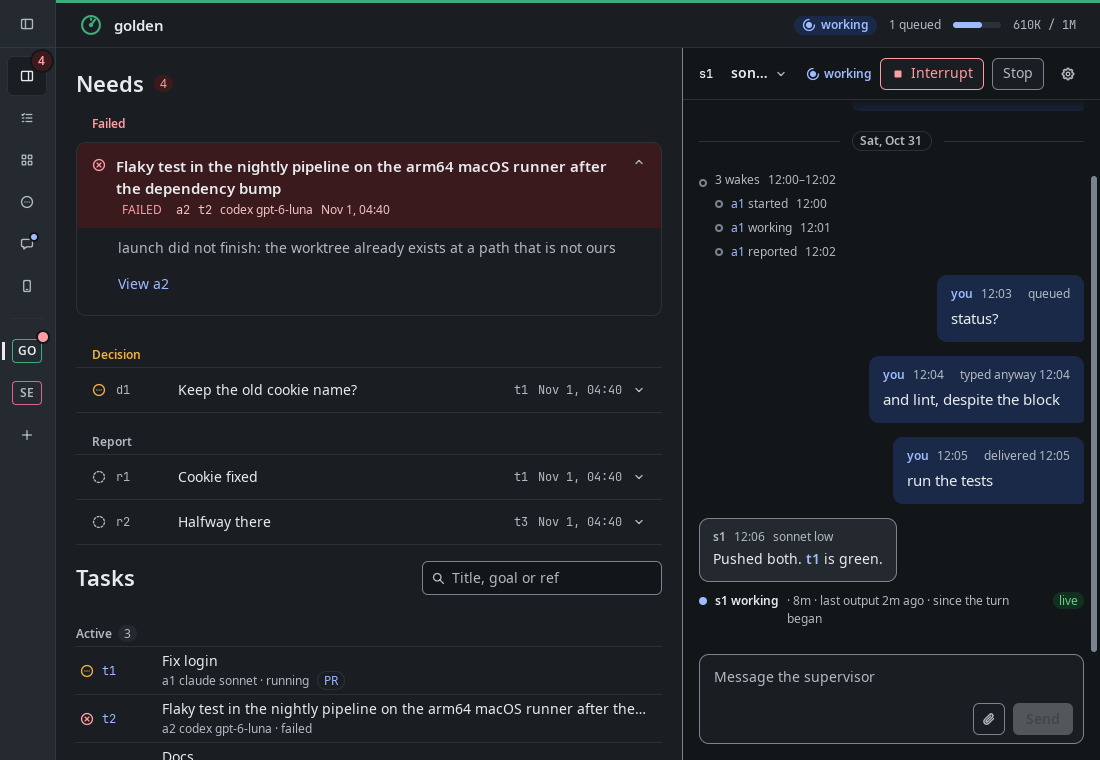 golden
working
1 queued
610K / 1M
4
GO
SE
Needs 4
Failed
Flaky test in the nightly pipeline on the arm64 macOS runner after
the dependency bump
FAILED a2 t2 codex gpt-6-luna Nov 1, 04:40
launch did not finish: the worktree already exists at a path that is not ours
View a2
Decision
d1 Keep the old cookie name? t1 Nov 1, 04:40
Report
r1 Cookie fixed t1 Nov 1, 04:40
r2 Halfway there t3 Nov 1, 04:40
Tasks
Title, goal or ref
Active 3
t1 Fix login
a1 claude sonnet · running PR
t2 Flaky test in the nightly pipeline on the arm64 macOS runner after the…
a2 codex gpt-6-luna · failed
Docs
s1 son… working Interrupt Stop
Sat, Oct 31
3 wakes 12:00–12:02
a1 started 12:00
a1 working 12:01
a1 reported 12:02
you 12:03 queued
status?
you 12:04 typed anyway 12:04
and lint, despite the block
you 12:05 delivered 12:05
run the tests
s1 12:06 sonnet low
Pushed both. t1 is green.
s1 working · 8m · last output 2m ago · since the turn
began
live
Message the supervisor
Send